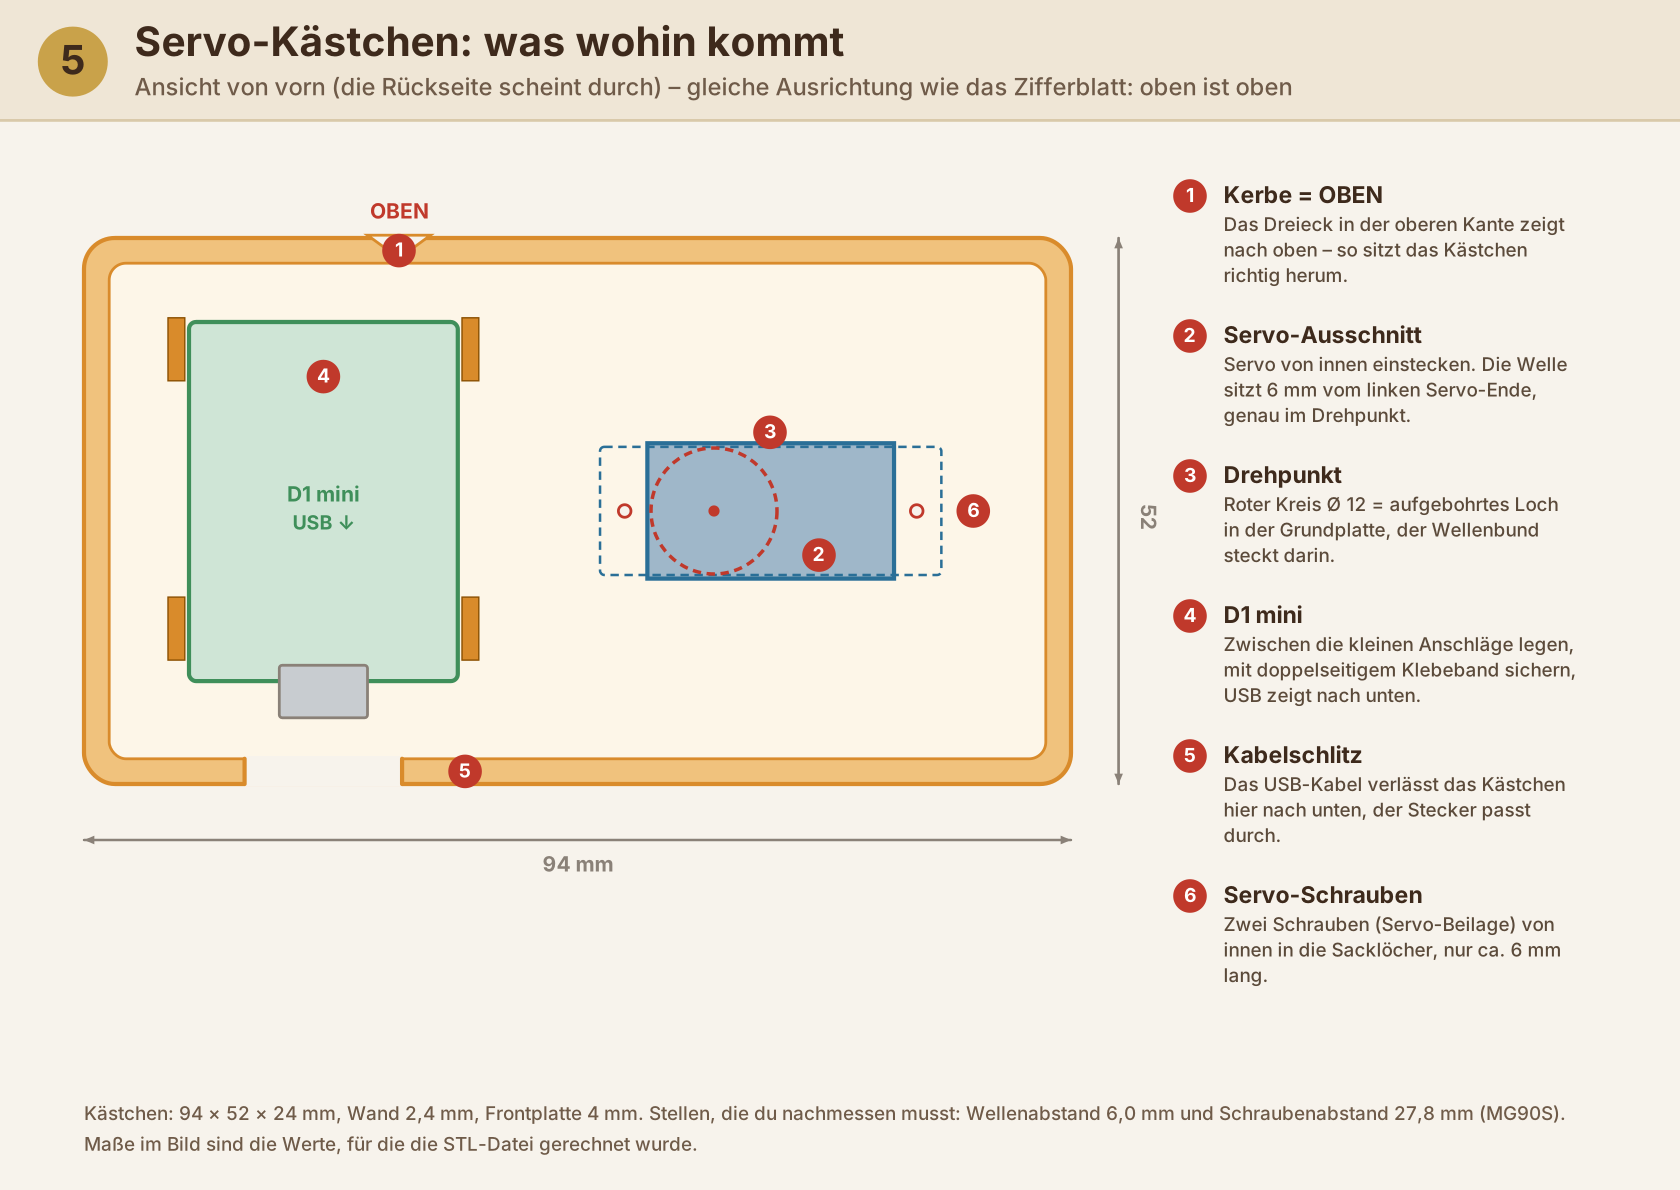 5
Servo-Kästchen: was wohin kommt
Ansicht von vorn (die Rückseite scheint durch) – gleiche Ausrichtung wie das Zifferblatt: oben ist oben
OBEN
1
4
D1 mini
USB ↓
3
2
6
5
52
94 mm
1
Kerbe = OBEN
Das Dreieck in der oberen Kante zeigt
nach oben – so sitzt das Kästchen
richtig herum.
2
Servo-Ausschnitt
Servo von innen einstecken. Die Welle
sitzt 6 mm vom linken Servo-Ende,
genau im Drehpunkt.
3
Drehpunkt
Roter Kreis Ø 12 = aufgebohrtes Loch
in der Grundplatte, der Wellenbund
steckt darin.
4
D1 mini
Zwischen die kleinen Anschläge legen,
mit doppelseitigem Klebeband sichern,
USB zeigt nach unten.
5
Kabelschlitz
Das USB-Kabel verlässt das Kästchen
hier nach unten, der Stecker passt
durch.
6
Servo-Schrauben
Zwei Schrauben (Servo-Beilage) von
innen in die Sacklöcher, nur ca. 6 mm
lang.
Kästchen: 94 × 52 × 24 mm, Wand 2,4 mm, Frontplatte 4 mm. Stellen, die du nachmessen musst: Wellenabstand 6,0 mm und Schraubenabstand 27,8 mm (MG90S).
Maße im Bild sind die Werte, für die die STL-Datei gerechnet wurde.